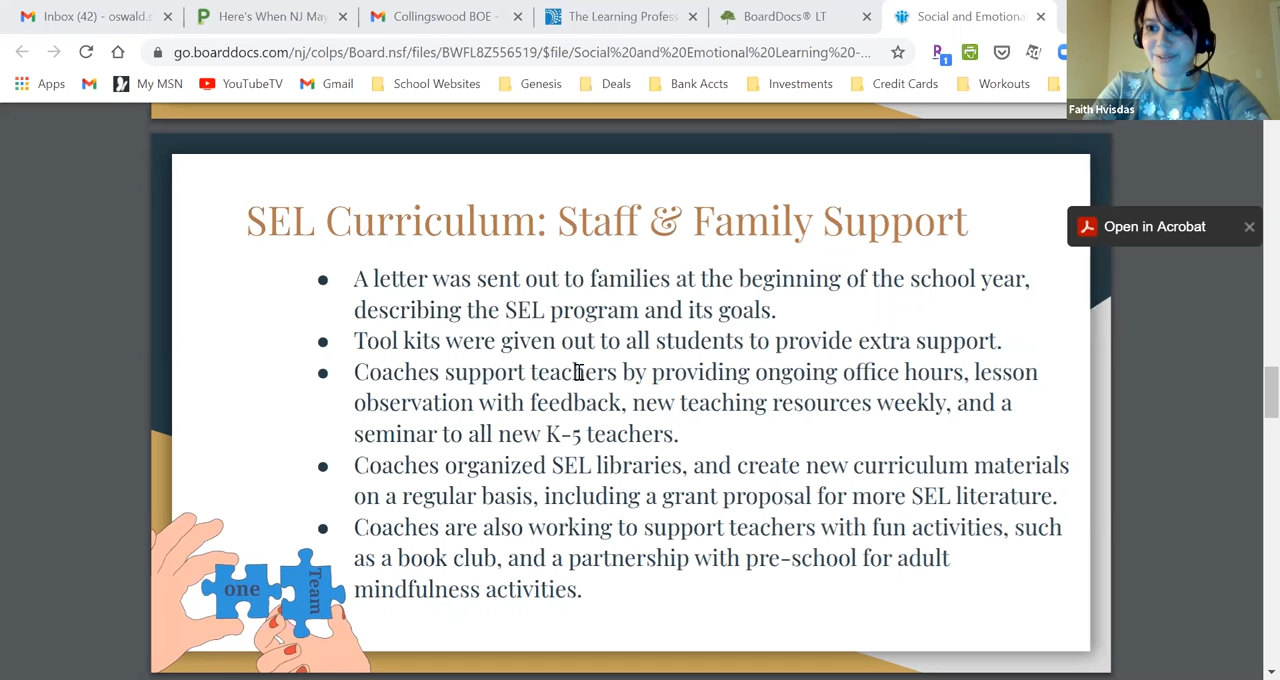 Inbox (42) - oswald.s
Here's When NJ May
Collingswood BOE -
The Learning Profess
BoardDocs® LT
Social and Emotiona
go.boarddocs.com/nj/colps/Board.nsf/files/BWFL8Z555519/$file/Social%20and%20Emotional%20Learning%20-...
Apps
My MSN
YouTubeTV
Gmail
School Websites
Genesis
Deals
Bank Accts
Investments
Credit Cards
Workouts
Faith Hvisdas
Open in Acrobat
SEL Curriculum: Staff & Family Support
● A letter was sent out to families at the beginning of the school year,
describing the SEL program and its goals.
● Tool kits were given out to all students to provide extra support.
● Coaches support teachers by providing ongoing office hours, lesson
observation with feedback, new teaching resources weekly, and a
seminar to all new K-5 teachers.
● Coaches organized SEL libraries, and create new curriculum materials
on a regular basis, including a grant proposal for more SEL literature.
● Coaches are also working to support teachers with fun activities, such
as a book club, and a partnership with pre-school for adult
mindfulness activities.
one
Team